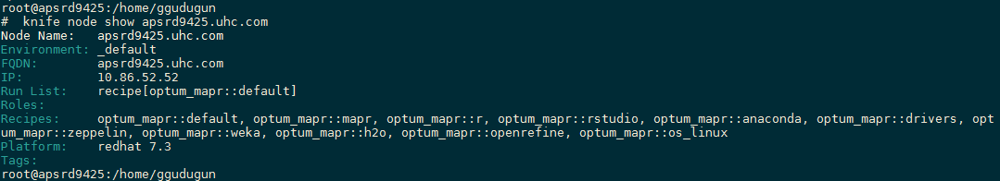 root@apsrd9425:/home/ggudugun
#  knife node show apsrd9425.uhc.com
Node Name:   apsrd9425.uhc.com
Environment: _default
FQDN:        apsrd9425.uhc.com
IP:          10.86.52.52
Run List:    recipe[optum_mapr::default]
Roles:
Recipes:     optum_mapr::default, optum_mapr::mapr, optum_mapr::r, optum_mapr::rstudio, optum_mapr::anaconda, optum_mapr::drivers, opt
um_mapr::zeppelin, optum_mapr::weka, optum_mapr::h2o, optum_mapr::openrefine, optum_mapr::os_linux
Platform:    redhat 7.3
Tags:
root@apsrd9425:/home/ggudugun